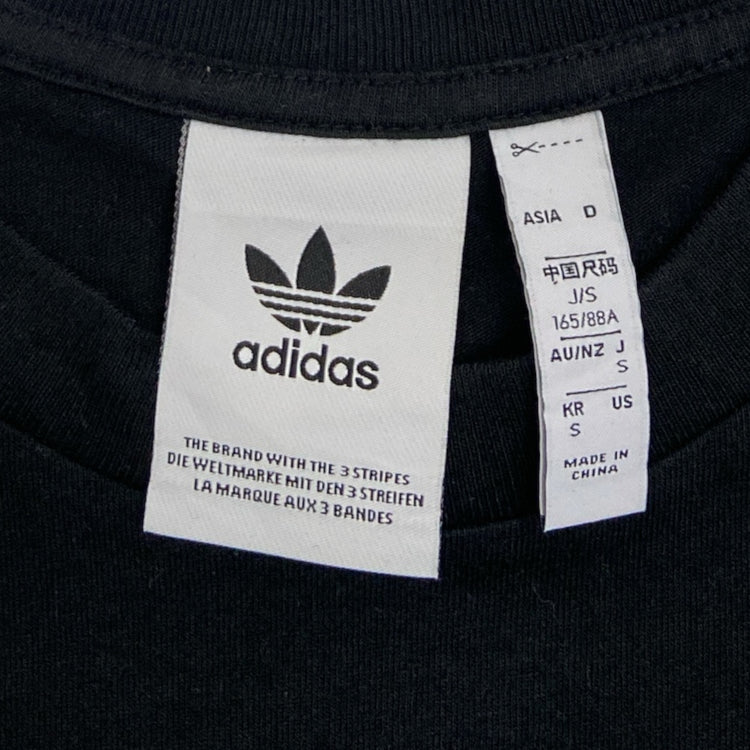 adidas
THE BRAND WITH THE 3 STRIPES
DIE WELTMARKE MIT DEN 3 STREIFEN
LA MARQUE AUX 3 BANDES
ASIA D
中国尺码
J/S
165/88A
AU/NZ J
S
KR US
S
MADE IN
CHINA